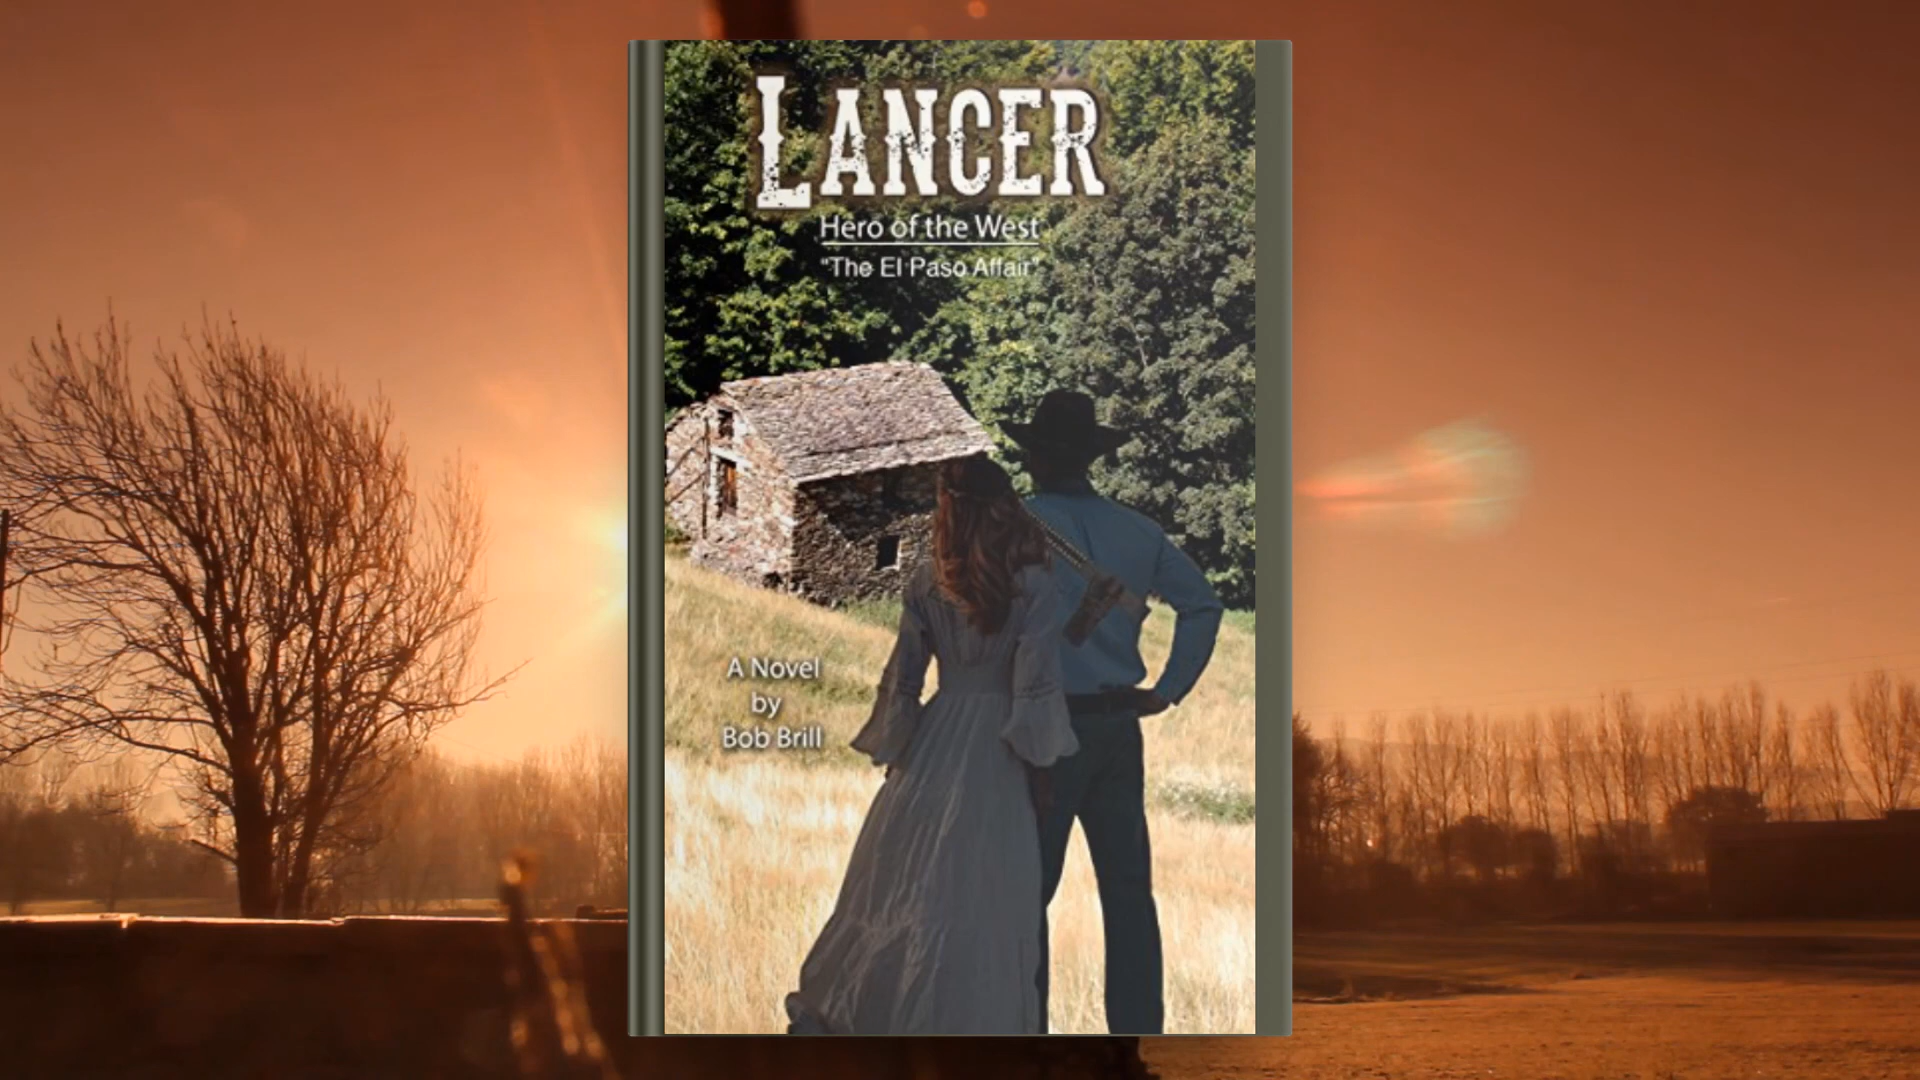 LANCER
Hero of the West
"The El Paso Affair"
A Novel
by
Bob Brill